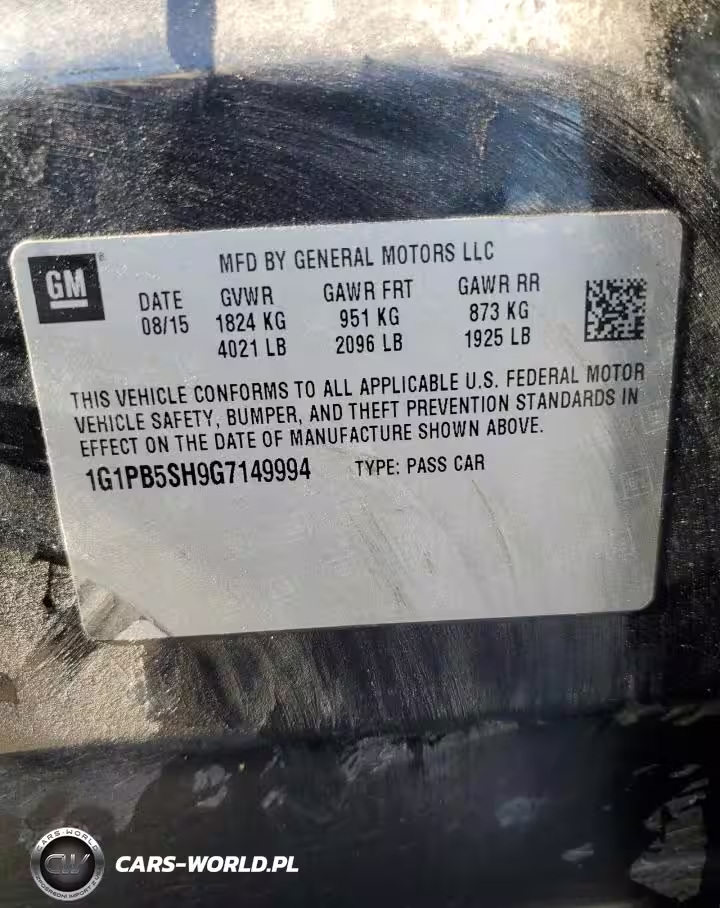 GM
MFD BY GENERAL MOTORS LLC
DATE GVWR GAWR FRT GAWR RR
08/15 1824 KG 951 KG 873 KG
4021 LB 2096 LB 1925 LB
THIS VEHICLE CONFORMS TO ALL APPLICABLE U.S. FEDERAL MOTOR
VEHICLE SAFETY, BUMPER, AND THEFT PREVENTION STANDARDS IN
EFFECT ON THE DATE OF MANUFACTURE SHOWN ABOVE.
1G1PB5SH9G7149994 TYPE: PASS CAR
CARS-WORLD
CW
CARS-WORLD.PL